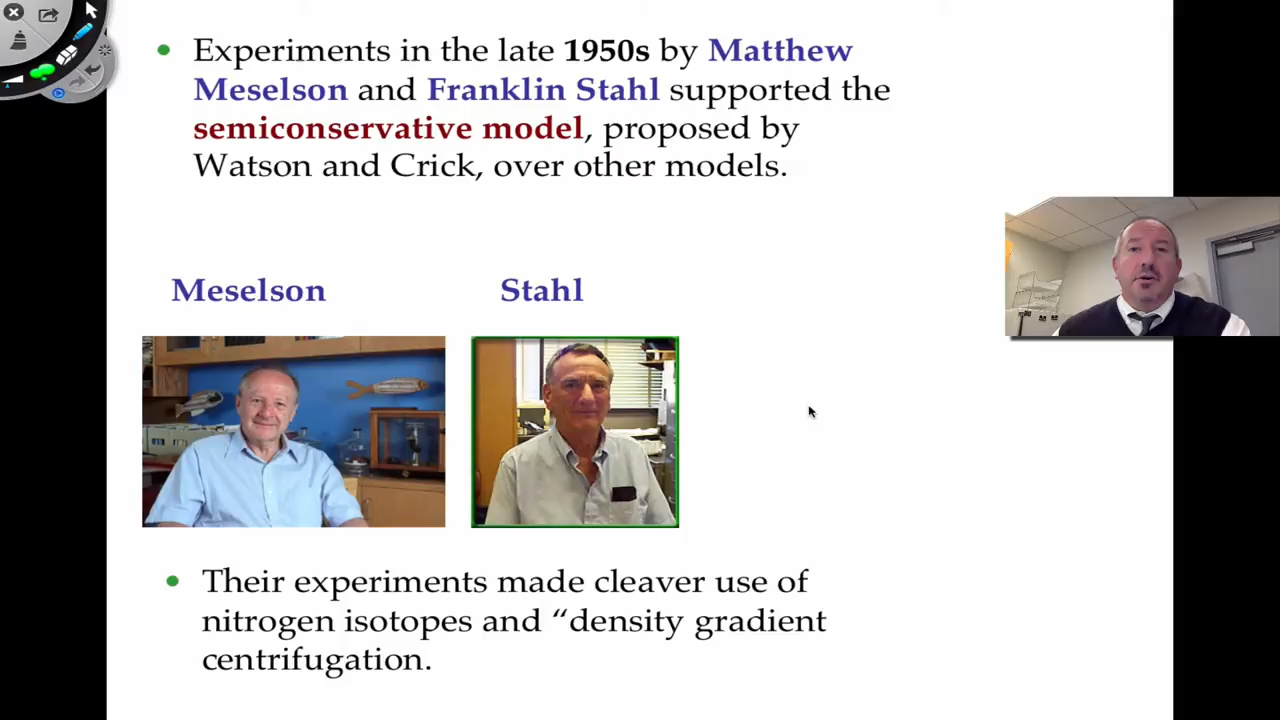 • Experiments in the late 1950s by Matthew
Meselson and Franklin Stahl supported the
semiconservative model, proposed by
Watson and Crick, over other models.
Meselson
Stahl
• Their experiments made cleaver use of
nitrogen isotopes and “density gradient
centrifugation.